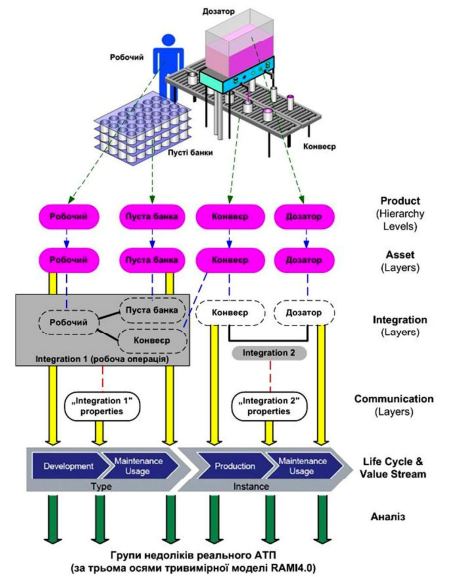 Дозатор
Робочий
Пусті банки
Конвеєр
Product
(Hierarchy
Levels)
Робочий
Пуста банка
Конвеєр
Дозатор
Asset
(Layers)
Робочий
Пуста банка
Конвеєр
Дозатор
Integration
(Layers)
Робочий
Пуста банка
Конвеєр
Integration 1 (робоча операція)
Конвеєр
Дозатор
Integration 2
Communication
(Layers)
„Integration 1"
properties
„Integration 2"
properties
Life Cycle &
Value Stream
Development
Maintenance
Usage
Type
Production
Maintenance
Usage
Instance
Аналіз
Групи недоліків реального АТП
(за трьома осями тривимірної моделі RAMI4.0)